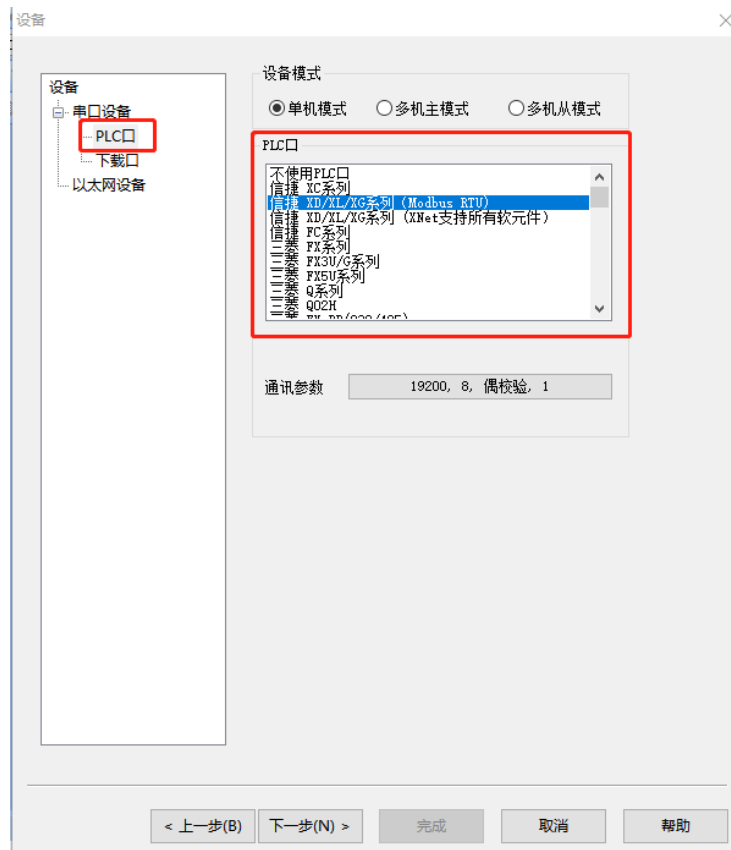 设备
设备
串口设备
PLC口
下载口
以太网设备
设备模式
单机模式
多机主模式
多机从模式
PLC口
不使用PLC口
信捷 XC系列
信捷 XD/XL/XG系列 (Modbus RTU)
信捷 XD/XL/XG系列 (XNet支持所有软元件)
信捷 FC系列
三菱 FX系列
三菱 FX3U/G系列
三菱 FX5U系列
三菱 Q系列
三菱 Q02H
通讯参数
19200, 8, 偶校验, 1
< 上一步(B)
下一步(N) >
完成
取消
帮助